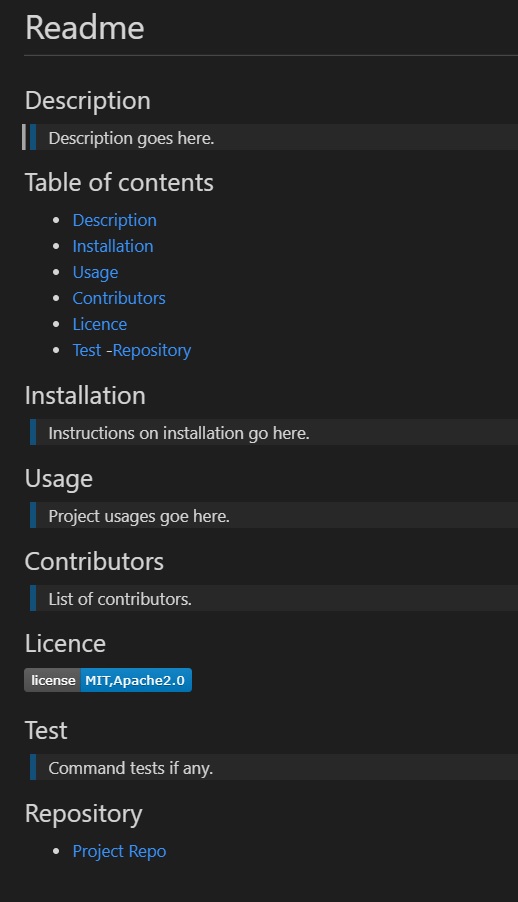 Readme
Description
Description goes here.
Table of contents
Description
Installation
Usage
Contributors
Licence
Test -Repository
Installation
Instructions on installation go here.
Usage
Project usages goe here.
Contributors
List of contributors.
Licence
license MIT,Apache2.0
Test
Command tests if any.
Repository
Project Repo